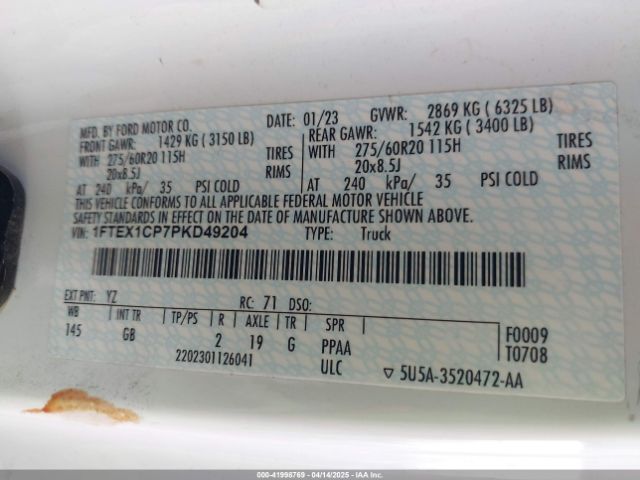 MFD. BY FORD MOTOR CO.
DATE: 01/23 GVWR: 2869 KG ( 6325 LB)
FRONT GAWR: 1429 KG ( 3150 LB)
REAR GAWR: 1542 KG ( 3400 LB)
WITH 275/60R20 115H TIRES
WITH 275/60R20 115H TIRES
20x8.5J RIMS
20x8.5J RIMS
AT 240 kPa/ 35 PSI COLD
AT 240 kPa/ 35 PSI COLD
THIS VEHICLE CONFORMS TO ALL APPLICABLE FEDERAL MOTOR VEHICLE
SAFETY STANDARDS IN EFFECT ON THE DATE OF MANUFACTURE SHOWN ABOVE.
VIN: 1FTEX1CP7PKD49204 TYPE: Truck
EXT PNT: YZ RC: 71 DSO:
WB INT TR TP/PS R AXLE TR SPR
145 GB 2 19 G PPAA
2202301126041 ULC
F0009
T0708
▽ 5U5A-3520472-AA
000-41998769 - 04/14/2025 - IAAI.com